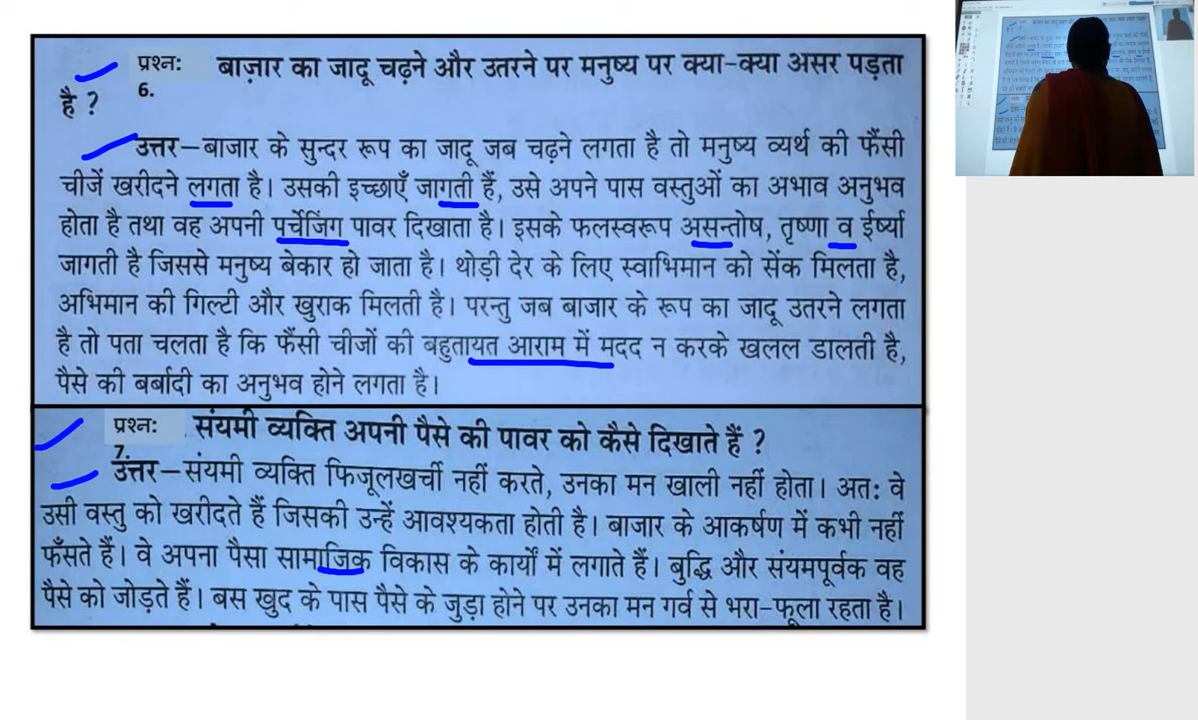 प्रश्न: 6. बाज़ार का जादू चढ़ने और उतरने पर मनुष्य पर क्या-क्या असर पड़ता
है ?
उत्तर–बाजार के सुन्दर रूप का जादू जब चढ़ने लगता है तो मनुष्य व्यर्थ की फैंसी
चीजें खरीदने लगता है। उसकी इच्छाएँ जागती हैं, उसे अपने पास वस्तुओं का अभाव अनुभव
होता है तथा वह अपनी पर्चेजिंग पावर दिखाता है। इसके फलस्वरूप असन्तोष, तृष्णा व ईर्ष्या
जागती है जिससे मनुष्य बेकार हो जाता है। थोड़ी देर के लिए स्वाभिमान को सेंक मिलता है,
अभिमान की गिल्टी और खुराक मिलती है। परन्तु जब बाजार के रूप का जादू उतरने लगता
है तो पता चलता है कि फैंसी चीजों की बहुतायत आराम में मदद न करके खलल डालती है,
पैसे की बर्बादी का अनुभव होने लगता है।
प्रश्न: 7. संयमी व्यक्ति अपनी पैसे की पावर को कैसे दिखाते हैं ?
उत्तर–संयमी व्यक्ति फिजूलखर्ची नहीं करते, उनका मन खाली नहीं होता। अतः वे
उसी वस्तु को खरीदते हैं जिसकी उन्हें आवश्यकता होती है। बाजार के आकर्षण में कभी नहीं
फँसते हैं। वे अपना पैसा सामाजिक विकास के कार्यों में लगाते हैं। बुद्धि और संयमपूर्वक वह
पैसे को जोड़ते हैं। बस खुद के पास पैसे के जुड़ा होने पर उनका मन गर्व से भरा-फूला रहता है।